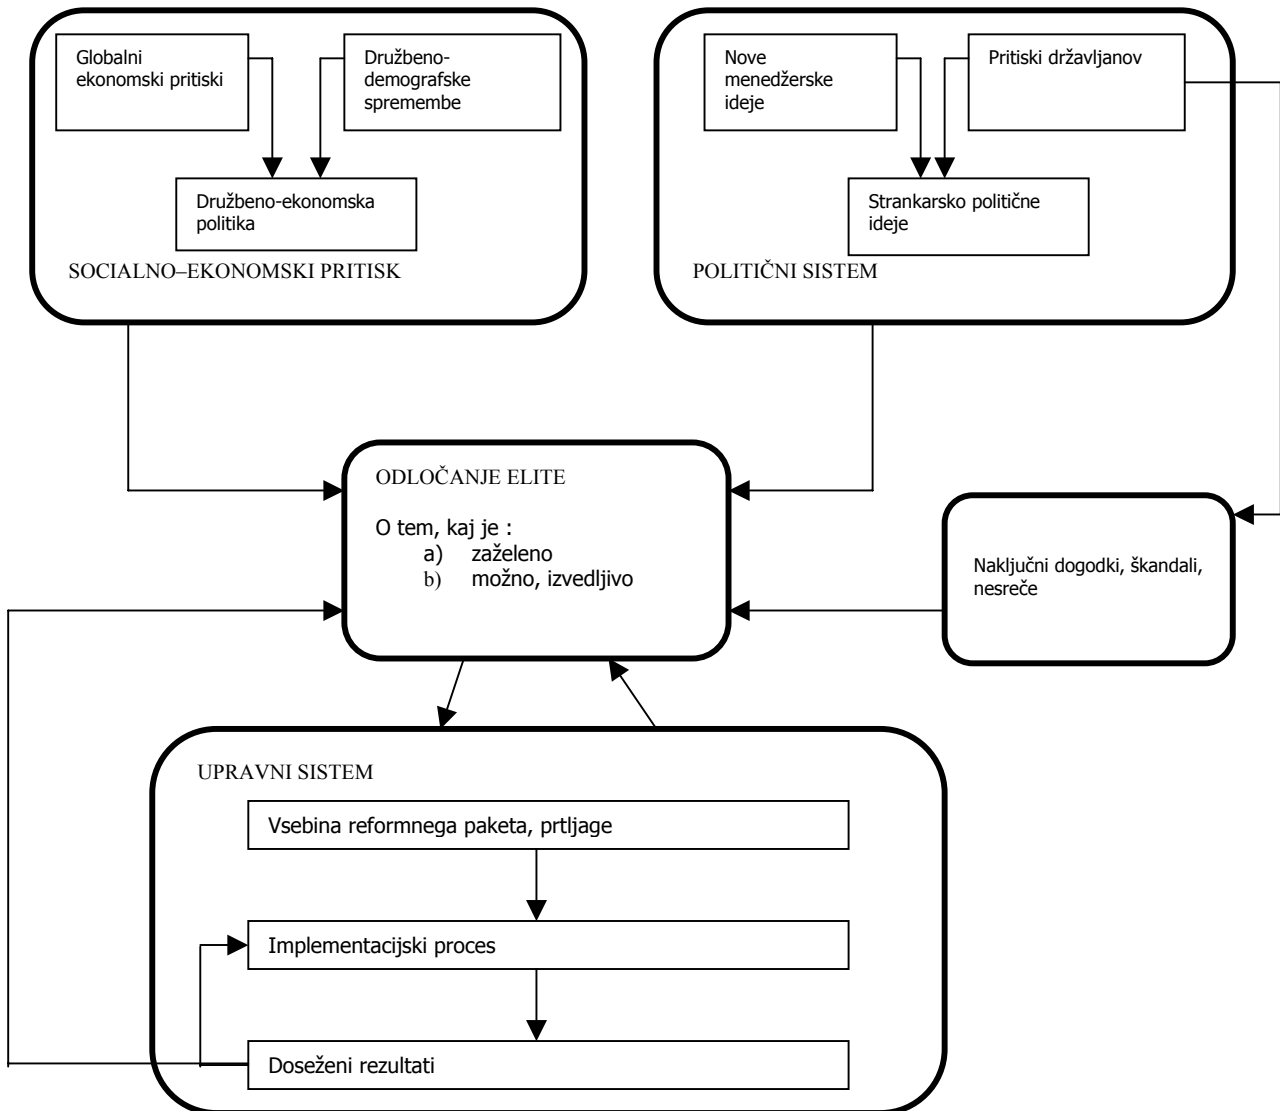 Globalni
ekonomski pritiski
Družbeno-
demografske
spremembe
Družbeno-ekonomska
politika
SOCIALNO–EKONOMSKI PRITISK
Nove
menedžerske
ideje
Pritiski državljanov
Strankarsko politične
ideje
POLITIČNI SISTEM
ODLOČANJE ELITE
O tem, kaj je :
a) zaželeno
b) možno, izvedljivo
Naključni dogodki, škandali,
nesreče
UPRAVNI SISTEM
Vsebina reformnega paketa, prtljage
Implementacijski proces
Doseženi rezultati